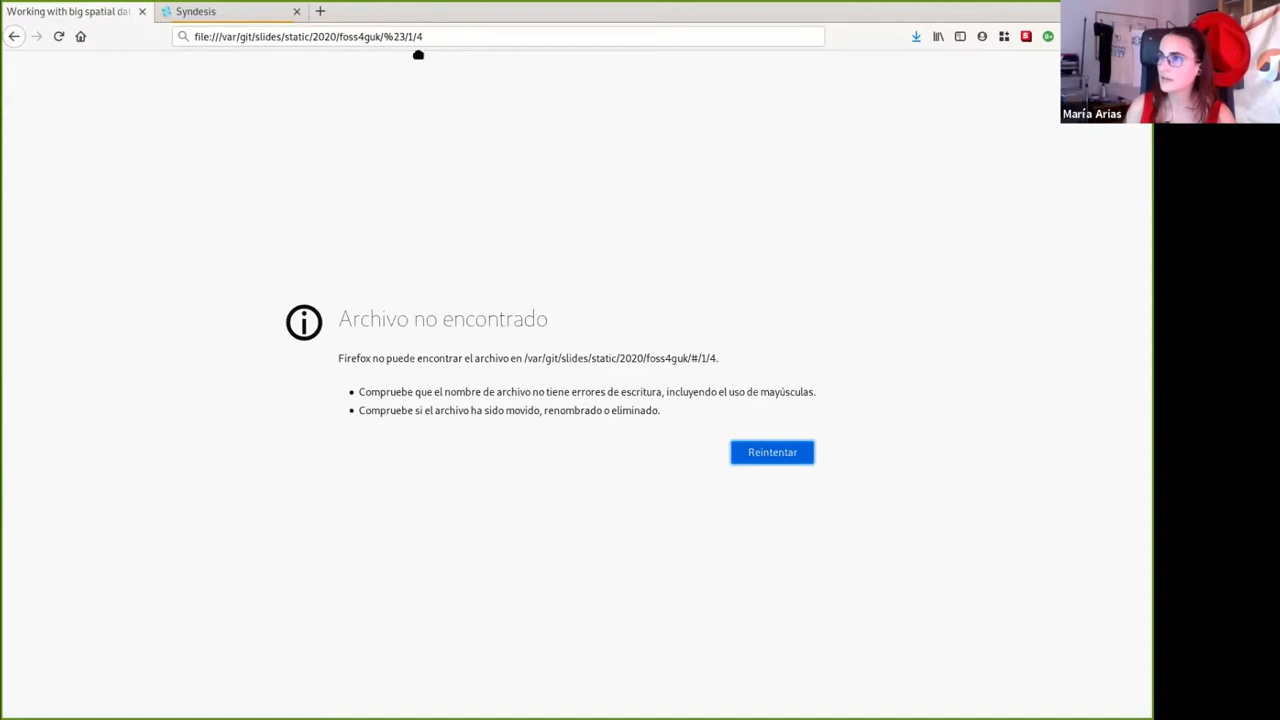 Working with big spatial da
Syndesis
file:///var/git/slides/static/2020/foss4guk/%23/1/4
María Arias
Archivo no encontrado
Firefox no puede encontrar el archivo en /var/git/slides/static/2020/foss4guk/#/1/4.
Compruebe que el nombre de archivo no tiene errores de escritura, incluyendo el uso de mayúsculas.
Compruebe si el archivo ha sido movido, renombrado o eliminado.
Reintentar